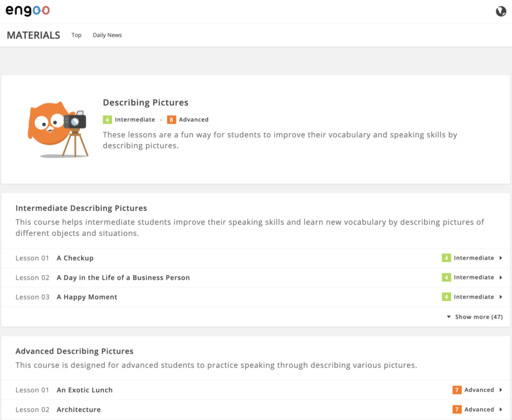 engoo
MATERIALS Top Daily News
Describing Pictures
4 Intermediate - 8 Advanced
These lessons are a fun way for students to improve their vocabulary and speaking skills by
describing pictures.
Intermediate Describing Pictures
This course helps intermediate students improve their speaking skills and learn new vocabulary by describing pictures of
different objects and situations.
Lesson 01 A Checkup 4 Intermediate
Lesson 02 A Day in the Life of a Business Person 4 Intermediate
Lesson 03 A Happy Moment 4 Intermediate
Show more (47)
Advanced Describing Pictures
This course is designed for advanced students to practice speaking through describing various pictures.
Lesson 01 An Exotic Lunch 7 Advanced
Lesson 02 Architecture 7 Advanced